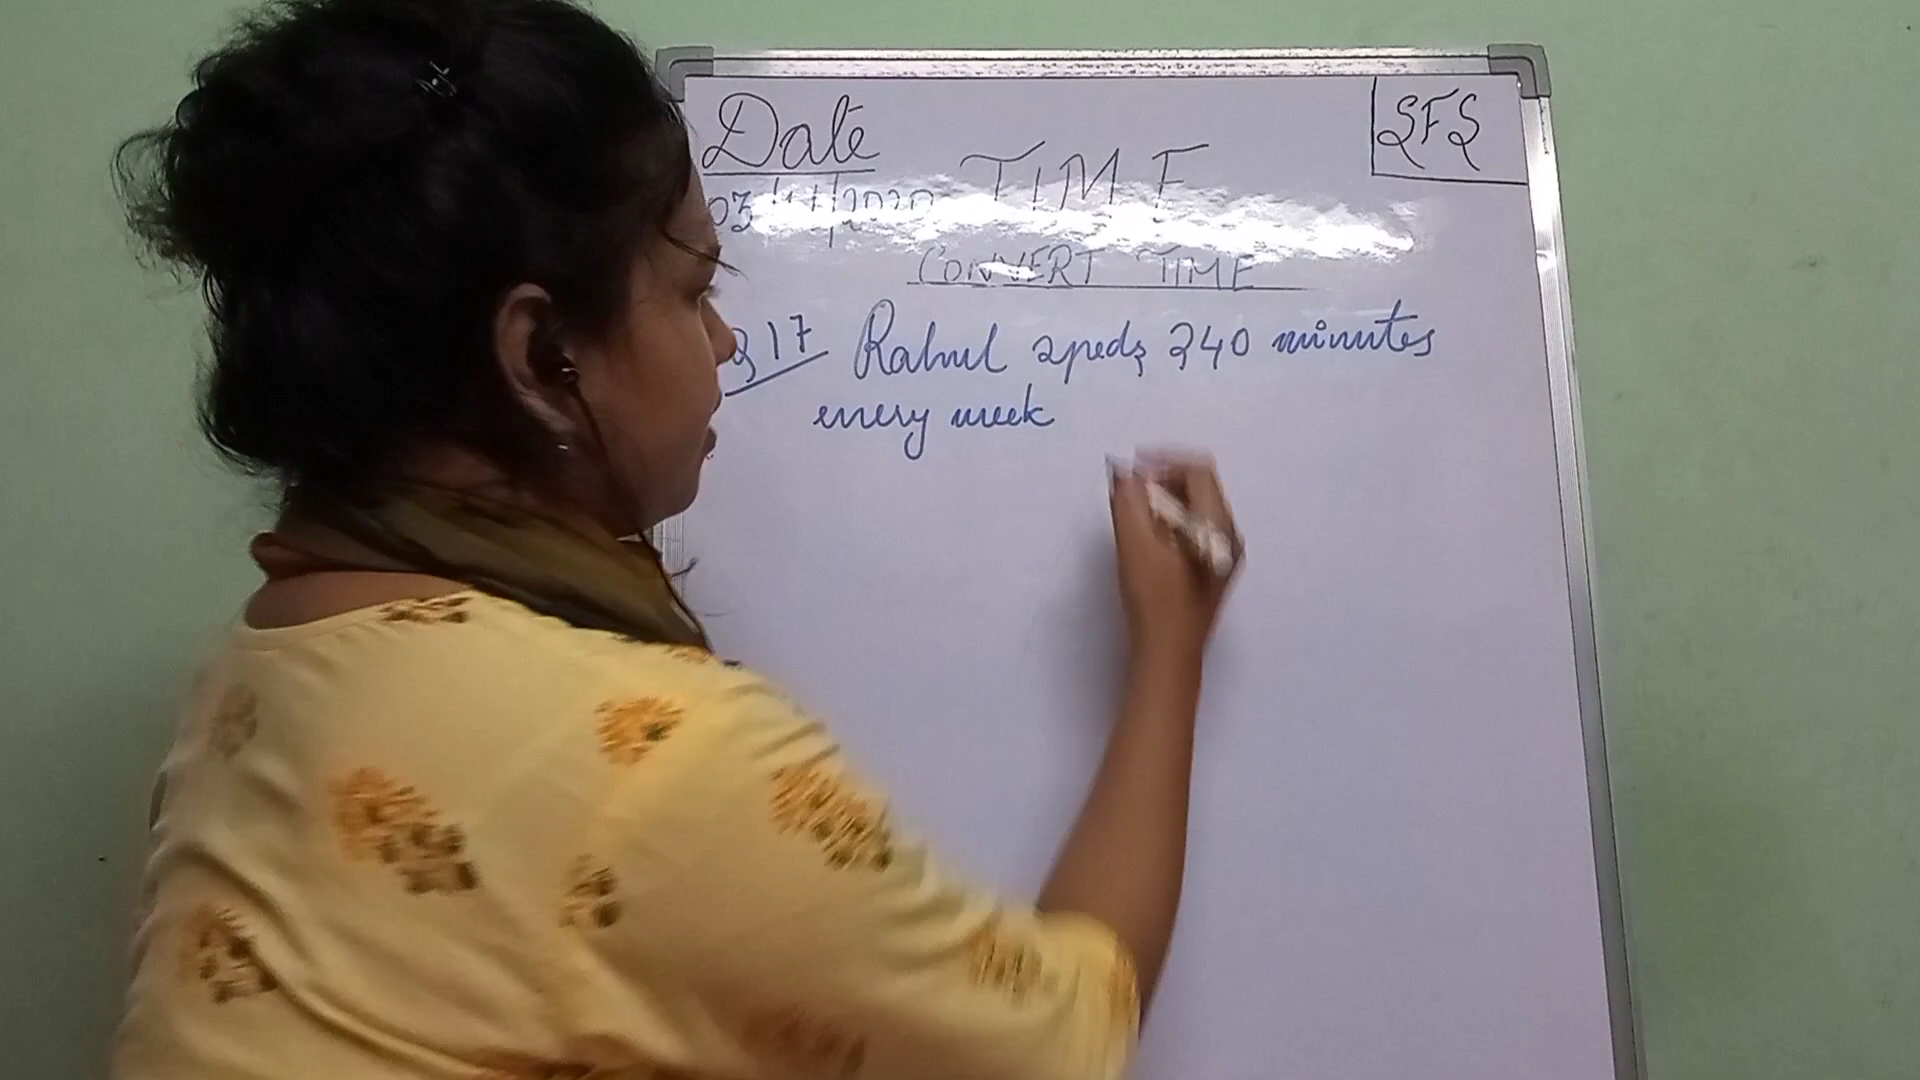 Date
SFS
03/11/2020 TIME
CONVERT TIME
Q 17 Rahul speds 240 minutes
every week